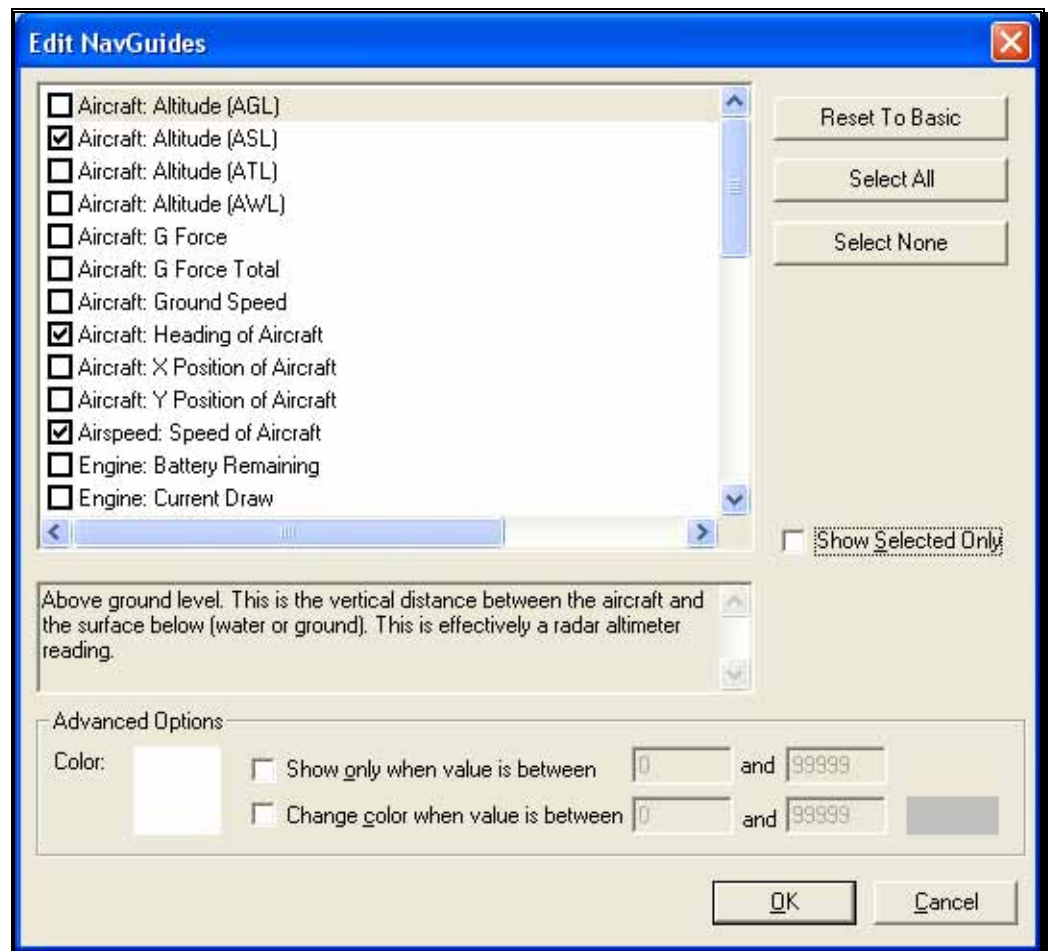 Edit NavGuides
Aircraft: Altitude (AGL)
Aircraft: Altitude (ASL)
Aircraft: Altitude (ATL)
Aircraft: Altitude (AWL)
Aircraft: G Force
Aircraft: G Force Total
Aircraft: Ground Speed
Aircraft: Heading of Aircraft
Aircraft: X Position of Aircraft
Aircraft: Y Position of Aircraft
Airspeed: Speed of Aircraft
Engine: Battery Remaining
Engine: Current Draw
Reset To Basic
Select All
Select None
Show Selected Only
Above ground level. This is the vertical distance between the aircraft and
the surface below (water or ground). This is effectively a radar altimeter
reading.
Advanced Options
Color:
Show only when value is between 0 and 99999
Change color when value is between 0 and 99999
OK
Cancel